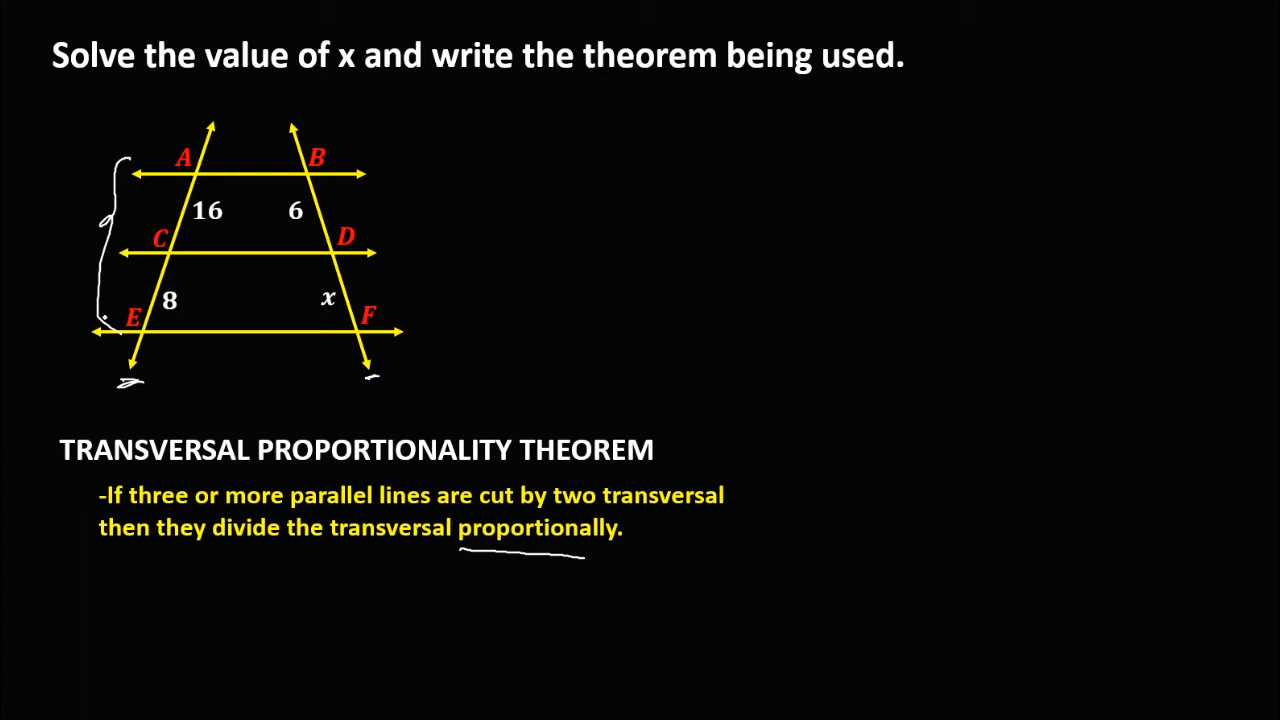 Solve the value of x and write the theorem being used.
A B
16 6
C D
8 x
E F
TRANSVERSAL PROPORTIONALITY THEOREM
-If three or more parallel lines are cut by two transversal
then they divide the transversal proportionally.